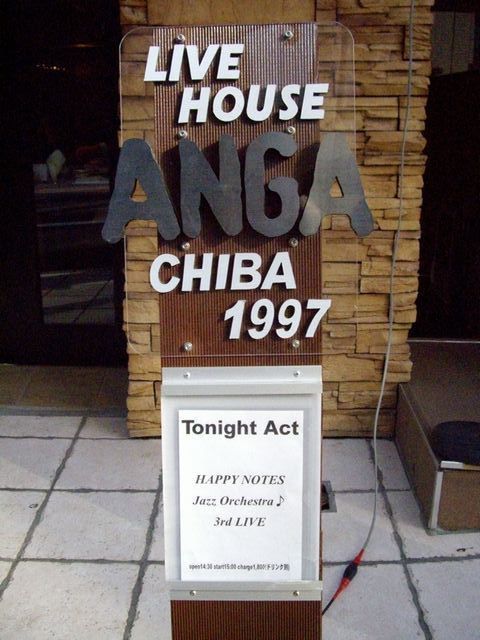 LIVE
HOUSE
ANGA
CHIBA
1997
Tonight Act
HAPPY NOTES
Jazz Orchestra♪
3rd LIVE
open14:30 start15:00 charge1,800(ドリンク別)